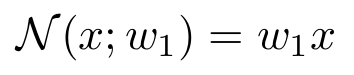 𝒩(x; w₁) = w₁x